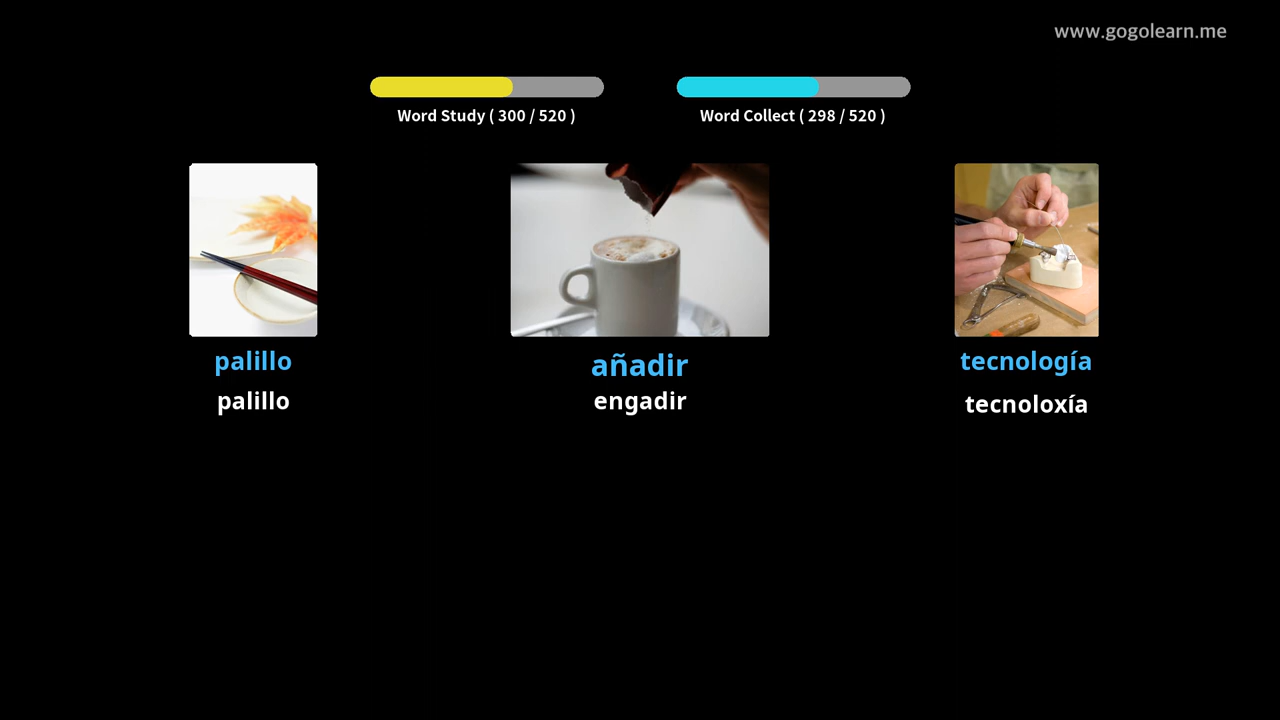 www.gogolearn.me
Word Study ( 300 / 520 )
Word Collect ( 298 / 520 )
palillo
palillo
añadir
engadir
tecnología
tecnoloxía